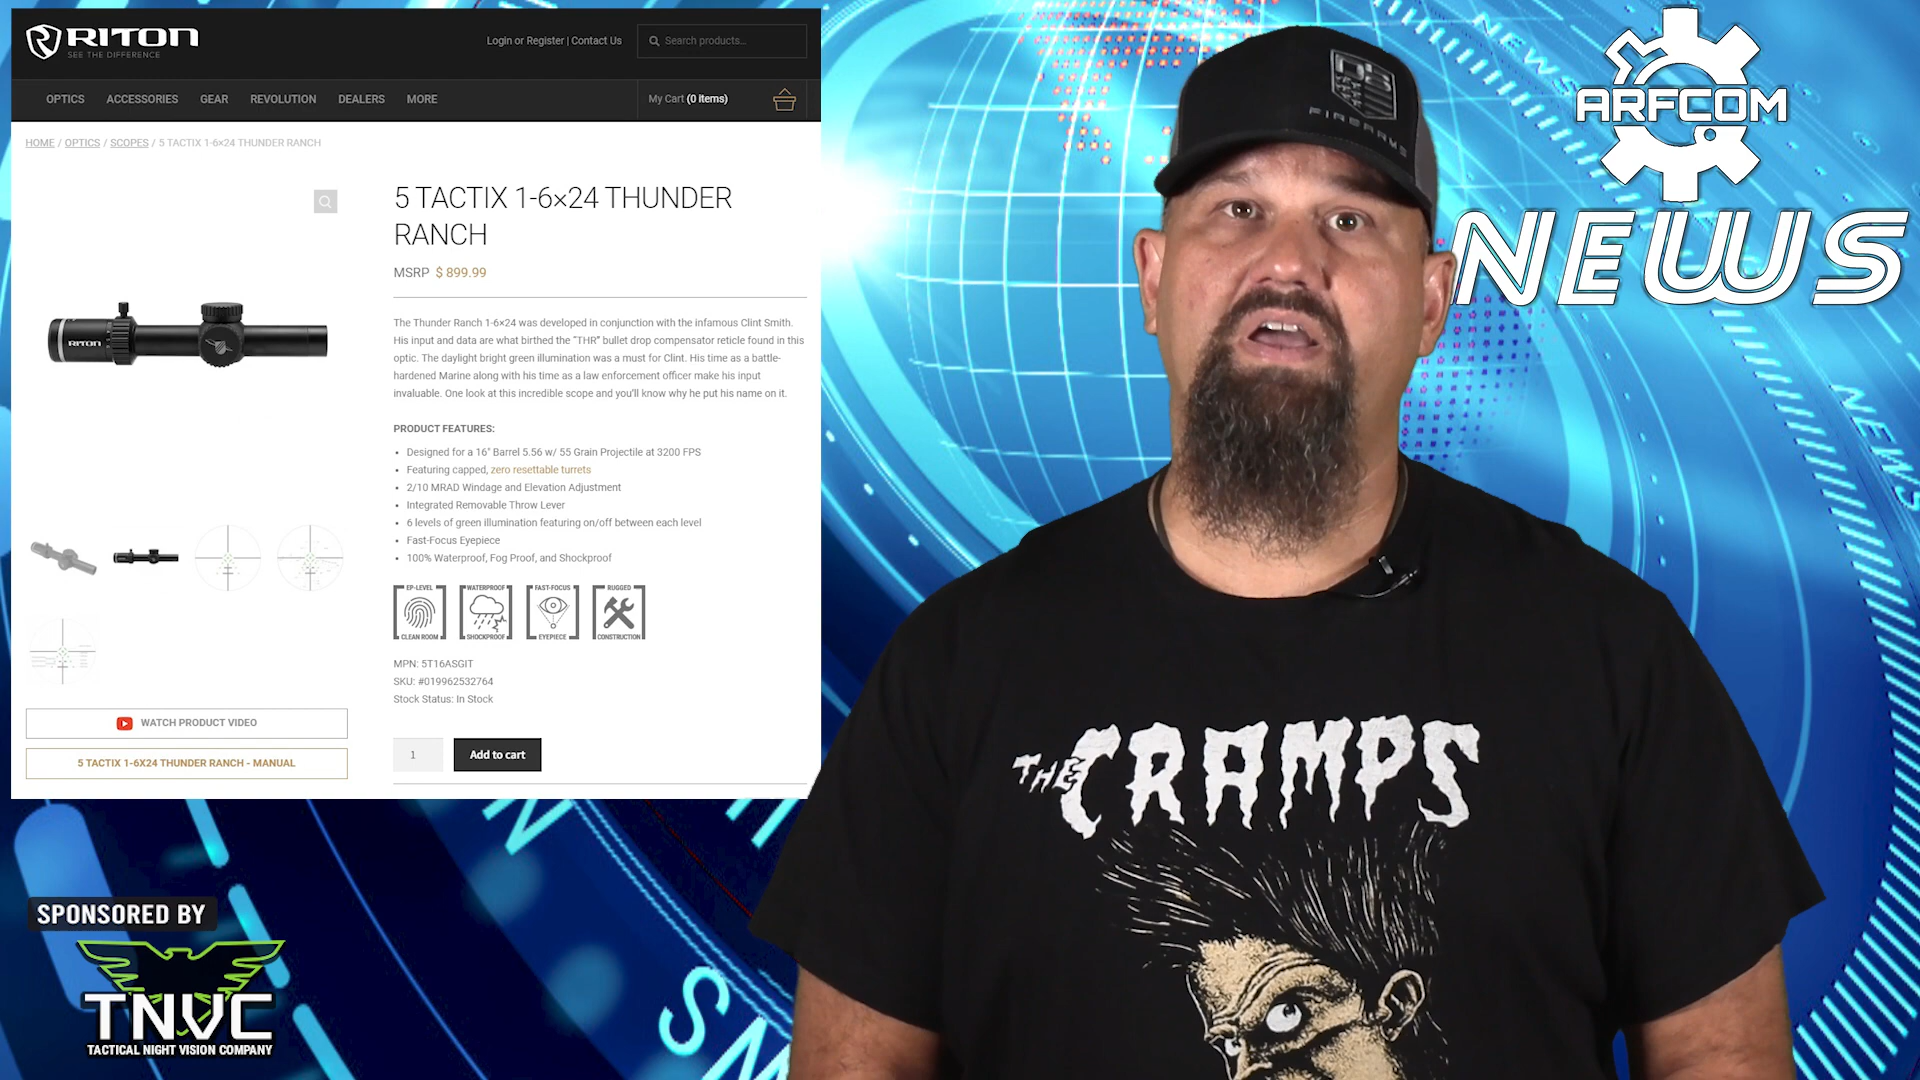 RITON
SEE THE DIFFERENCE
Login or Register | Contact Us
Search products...
OPTICS ACCESSORIES GEAR REVOLUTION DEALERS MORE
My Cart (0 items)
HOME / OPTICS / SCOPES / 5 TACTIX 1-6×24 THUNDER RANCH
5 TACTIX 1-6×24 THUNDER
RANCH
MSRP $ 899.99
RITON
The Thunder Ranch 1-6×24 was developed in conjunction with the infamous Clint Smith.
His input and data are what birthed the "THR" bullet drop compensator reticle found in this
optic. The daylight bright green illumination was a must for Clint. His time as a battle-
hardened Marine along with his time as a law enforcement officer make his input
invaluable. One look at this incredible scope and you'll know why he put his name on it.
PRODUCT FEATURES:
• Designed for a 16" Barrel 5.56 w/ 55 Grain Projectile at 3200 FPS
• Featuring capped, zero resettable turrets
• 2/10 MRAD Windage and Elevation Adjustment
• Integrated Removable Throw Lever
• 6 levels of green illumination featuring on/off between each level
• Fast-Focus Eyepiece
• 100% Waterproof, Fog Proof, and Shockproof
EP-LEVEL
CLEAN ROOM
WATERPROOF
SHOCKPROOF
FAST-FOCUS
EYEPIECE
RUGGED
CONSTRUCTION
MPN: 5T16ASGIT
SKU: #019962532764
Stock Status: In Stock
WATCH PRODUCT VIDEO
1
Add to cart
5 TACTIX 1-6X24 THUNDER RANCH - MANUAL
SPONSORED BY
TNVC
TACTICAL NIGHT VISION COMPANY
ARFCOM
NEWS
FIREARMS
THE CRAMPS
NEWS
NEWS